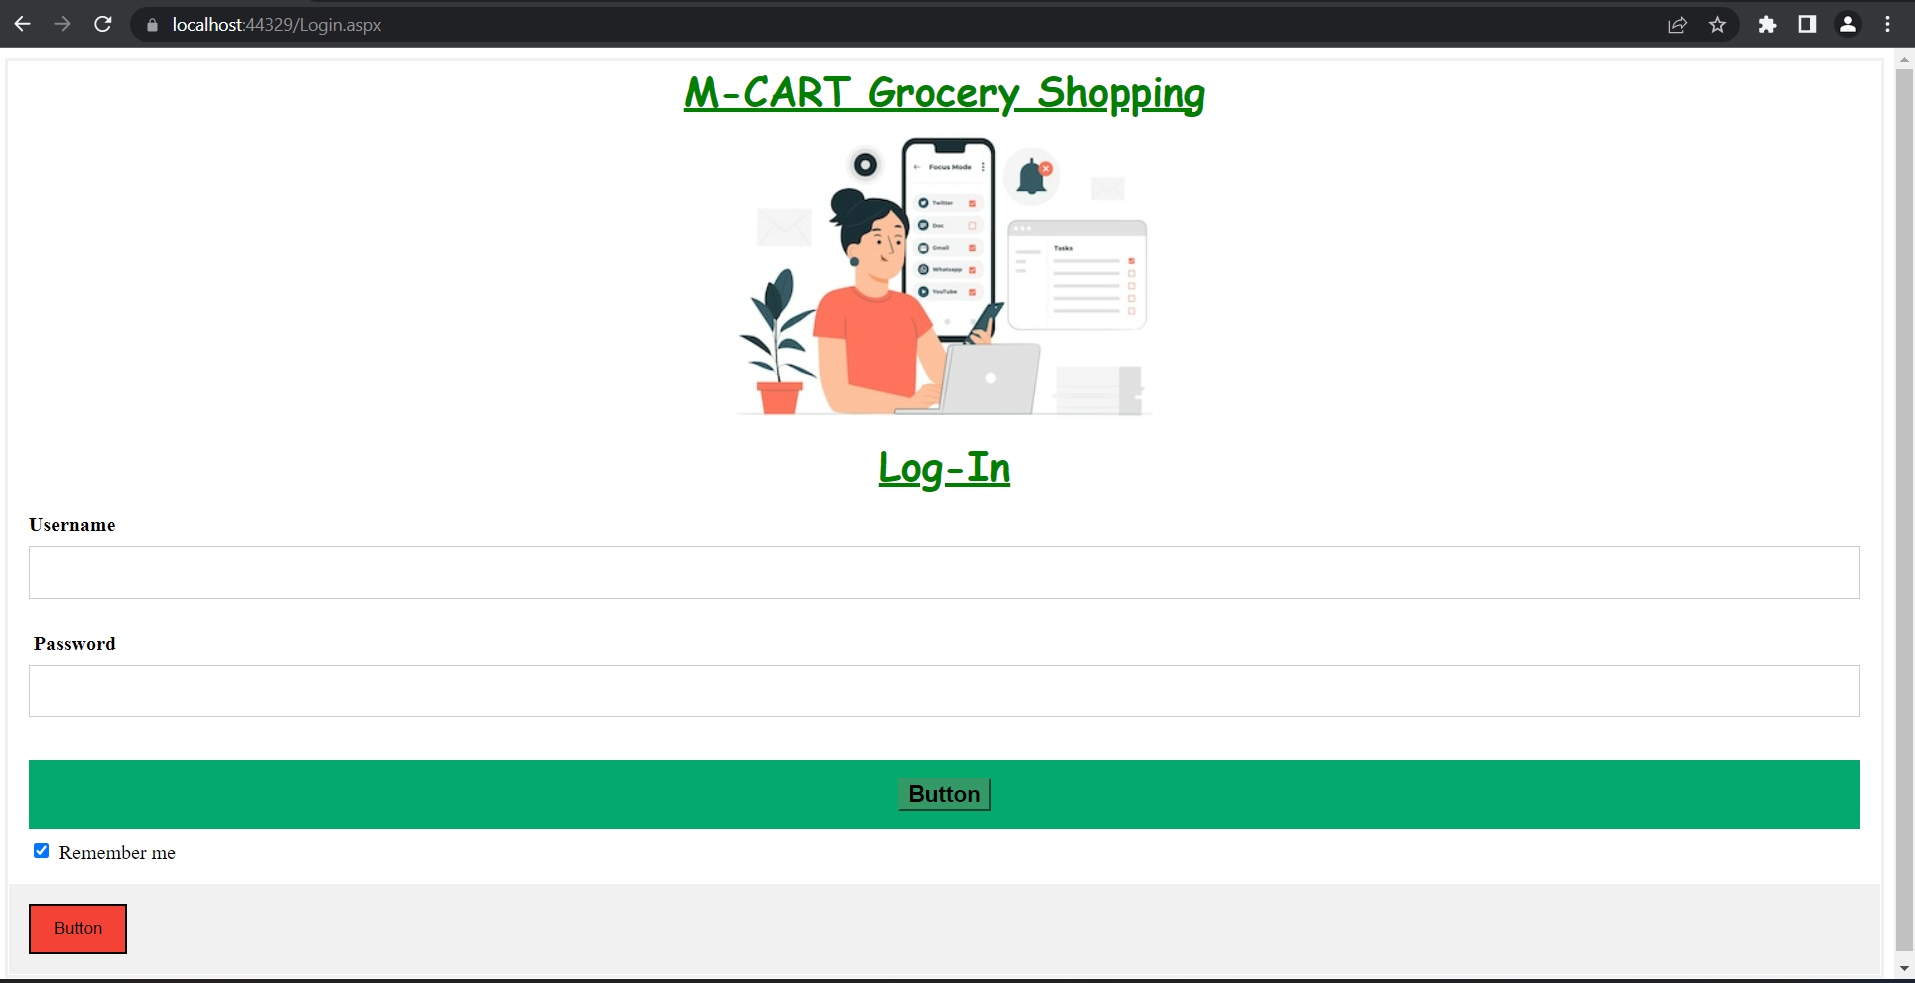 localhost:44329/Login.aspx
M-CART Grocery Shopping
Focus Mode
Twitter
Doc
Gmail
Whatsapp
YouTube
Tasks
Log-In
Username
Password
Button
Remember me
Button